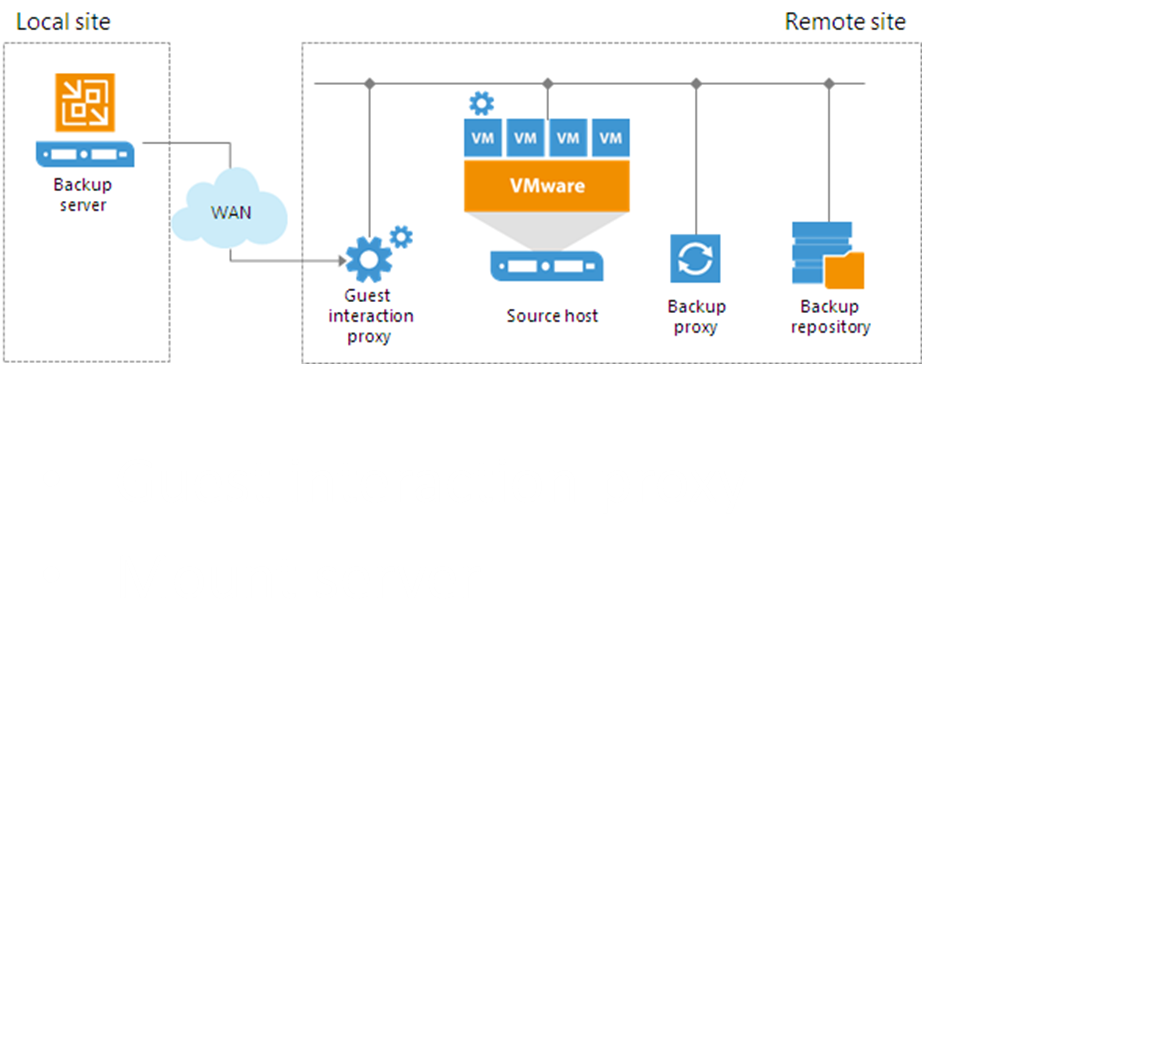 Local site
Remote site
Backup
server
WAN
VM VM VM VM
VMware
Guest
interaction
proxy
Source host
Backup
proxy
Backup
repository